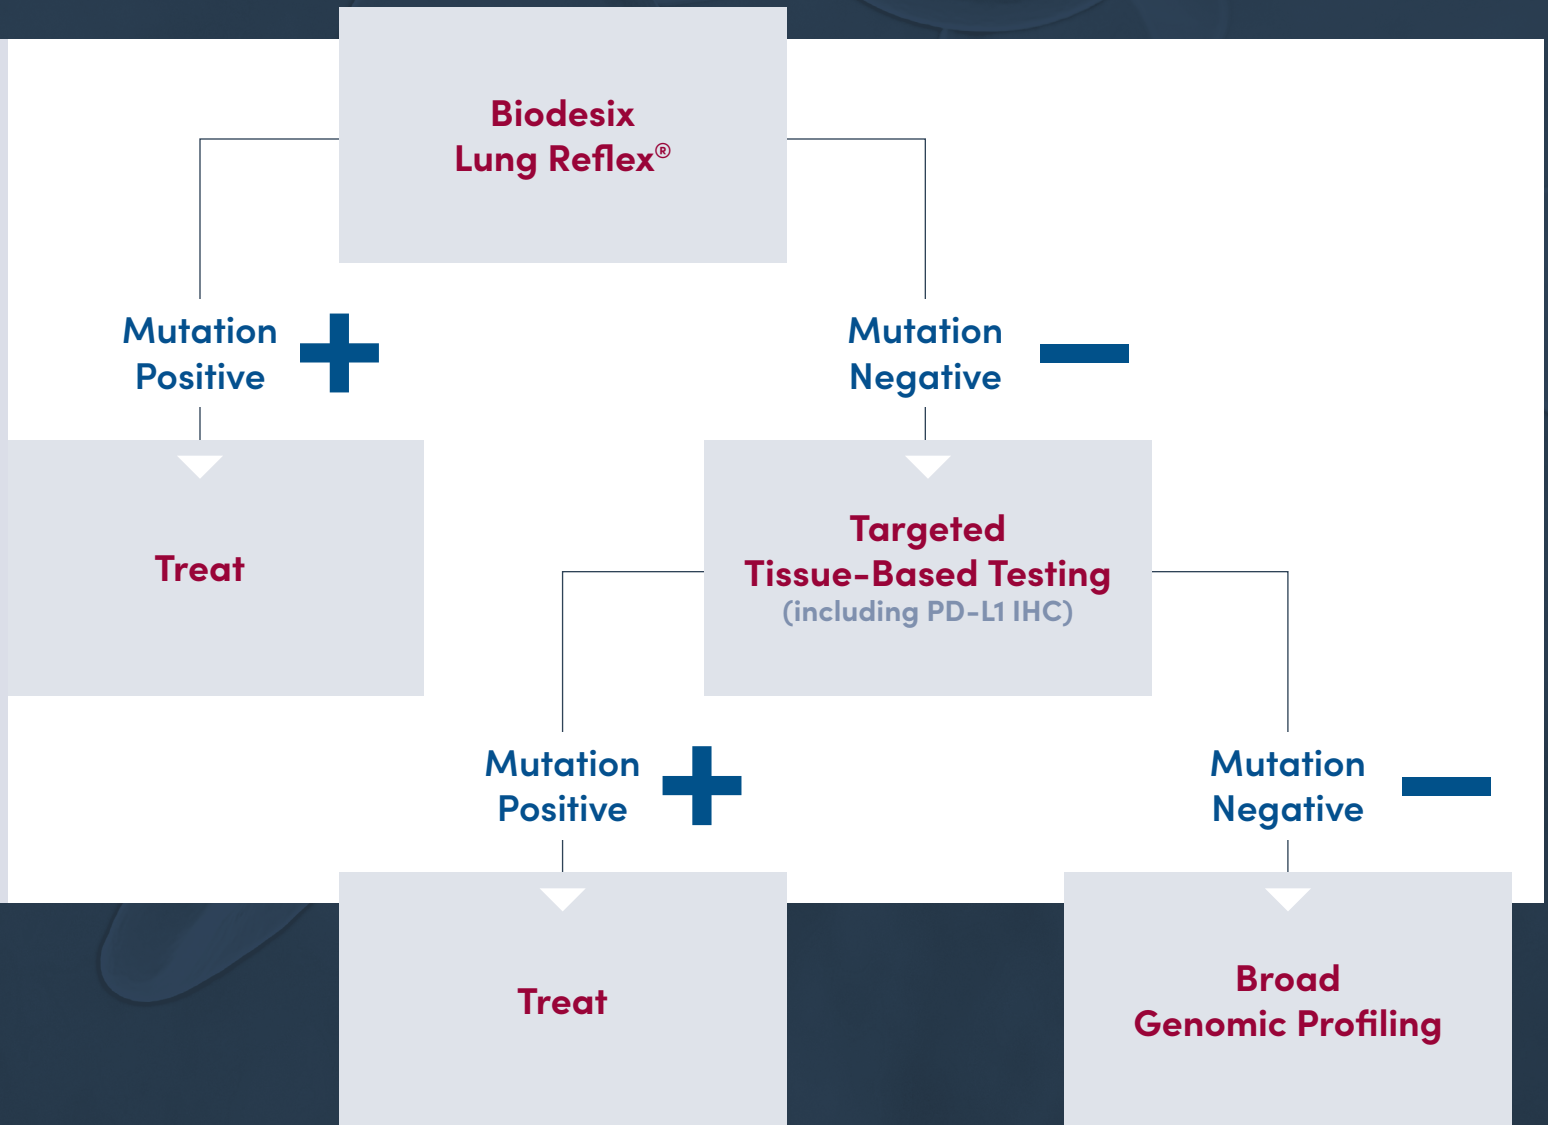 Biodesix
Lung Reflex®
Mutation
Positive
Mutation
Negative
Treat
Targeted
Tissue-Based Testing
(including PD-L1 IHC)
Mutation
Positive
Mutation
Negative
Treat
Broad
Genomic Profiling